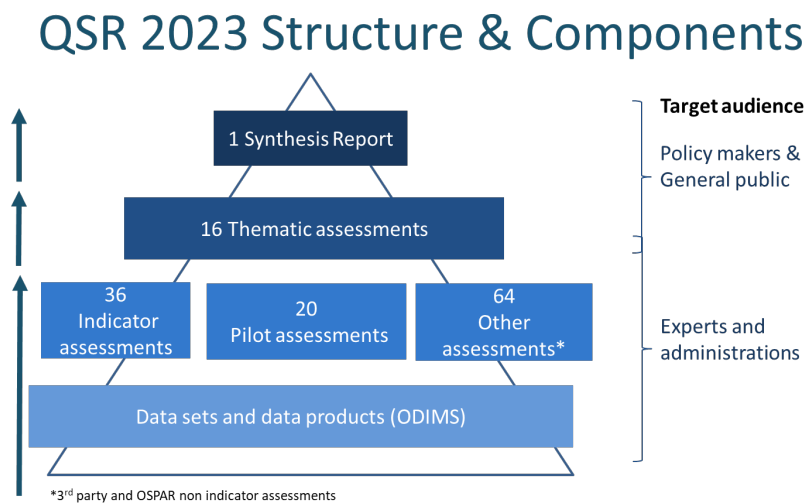 QSR 2023 Structure & Components
Target audience
1 Synthesis Report
Policy makers &
General public
16 Thematic assessments
36
Indicator
assessments
20
Pilot assessments
64
Other
assessments*
Experts and
administrations
Data sets and data products (ODIMS)
*3rd party and OSPAR non indicator assessments